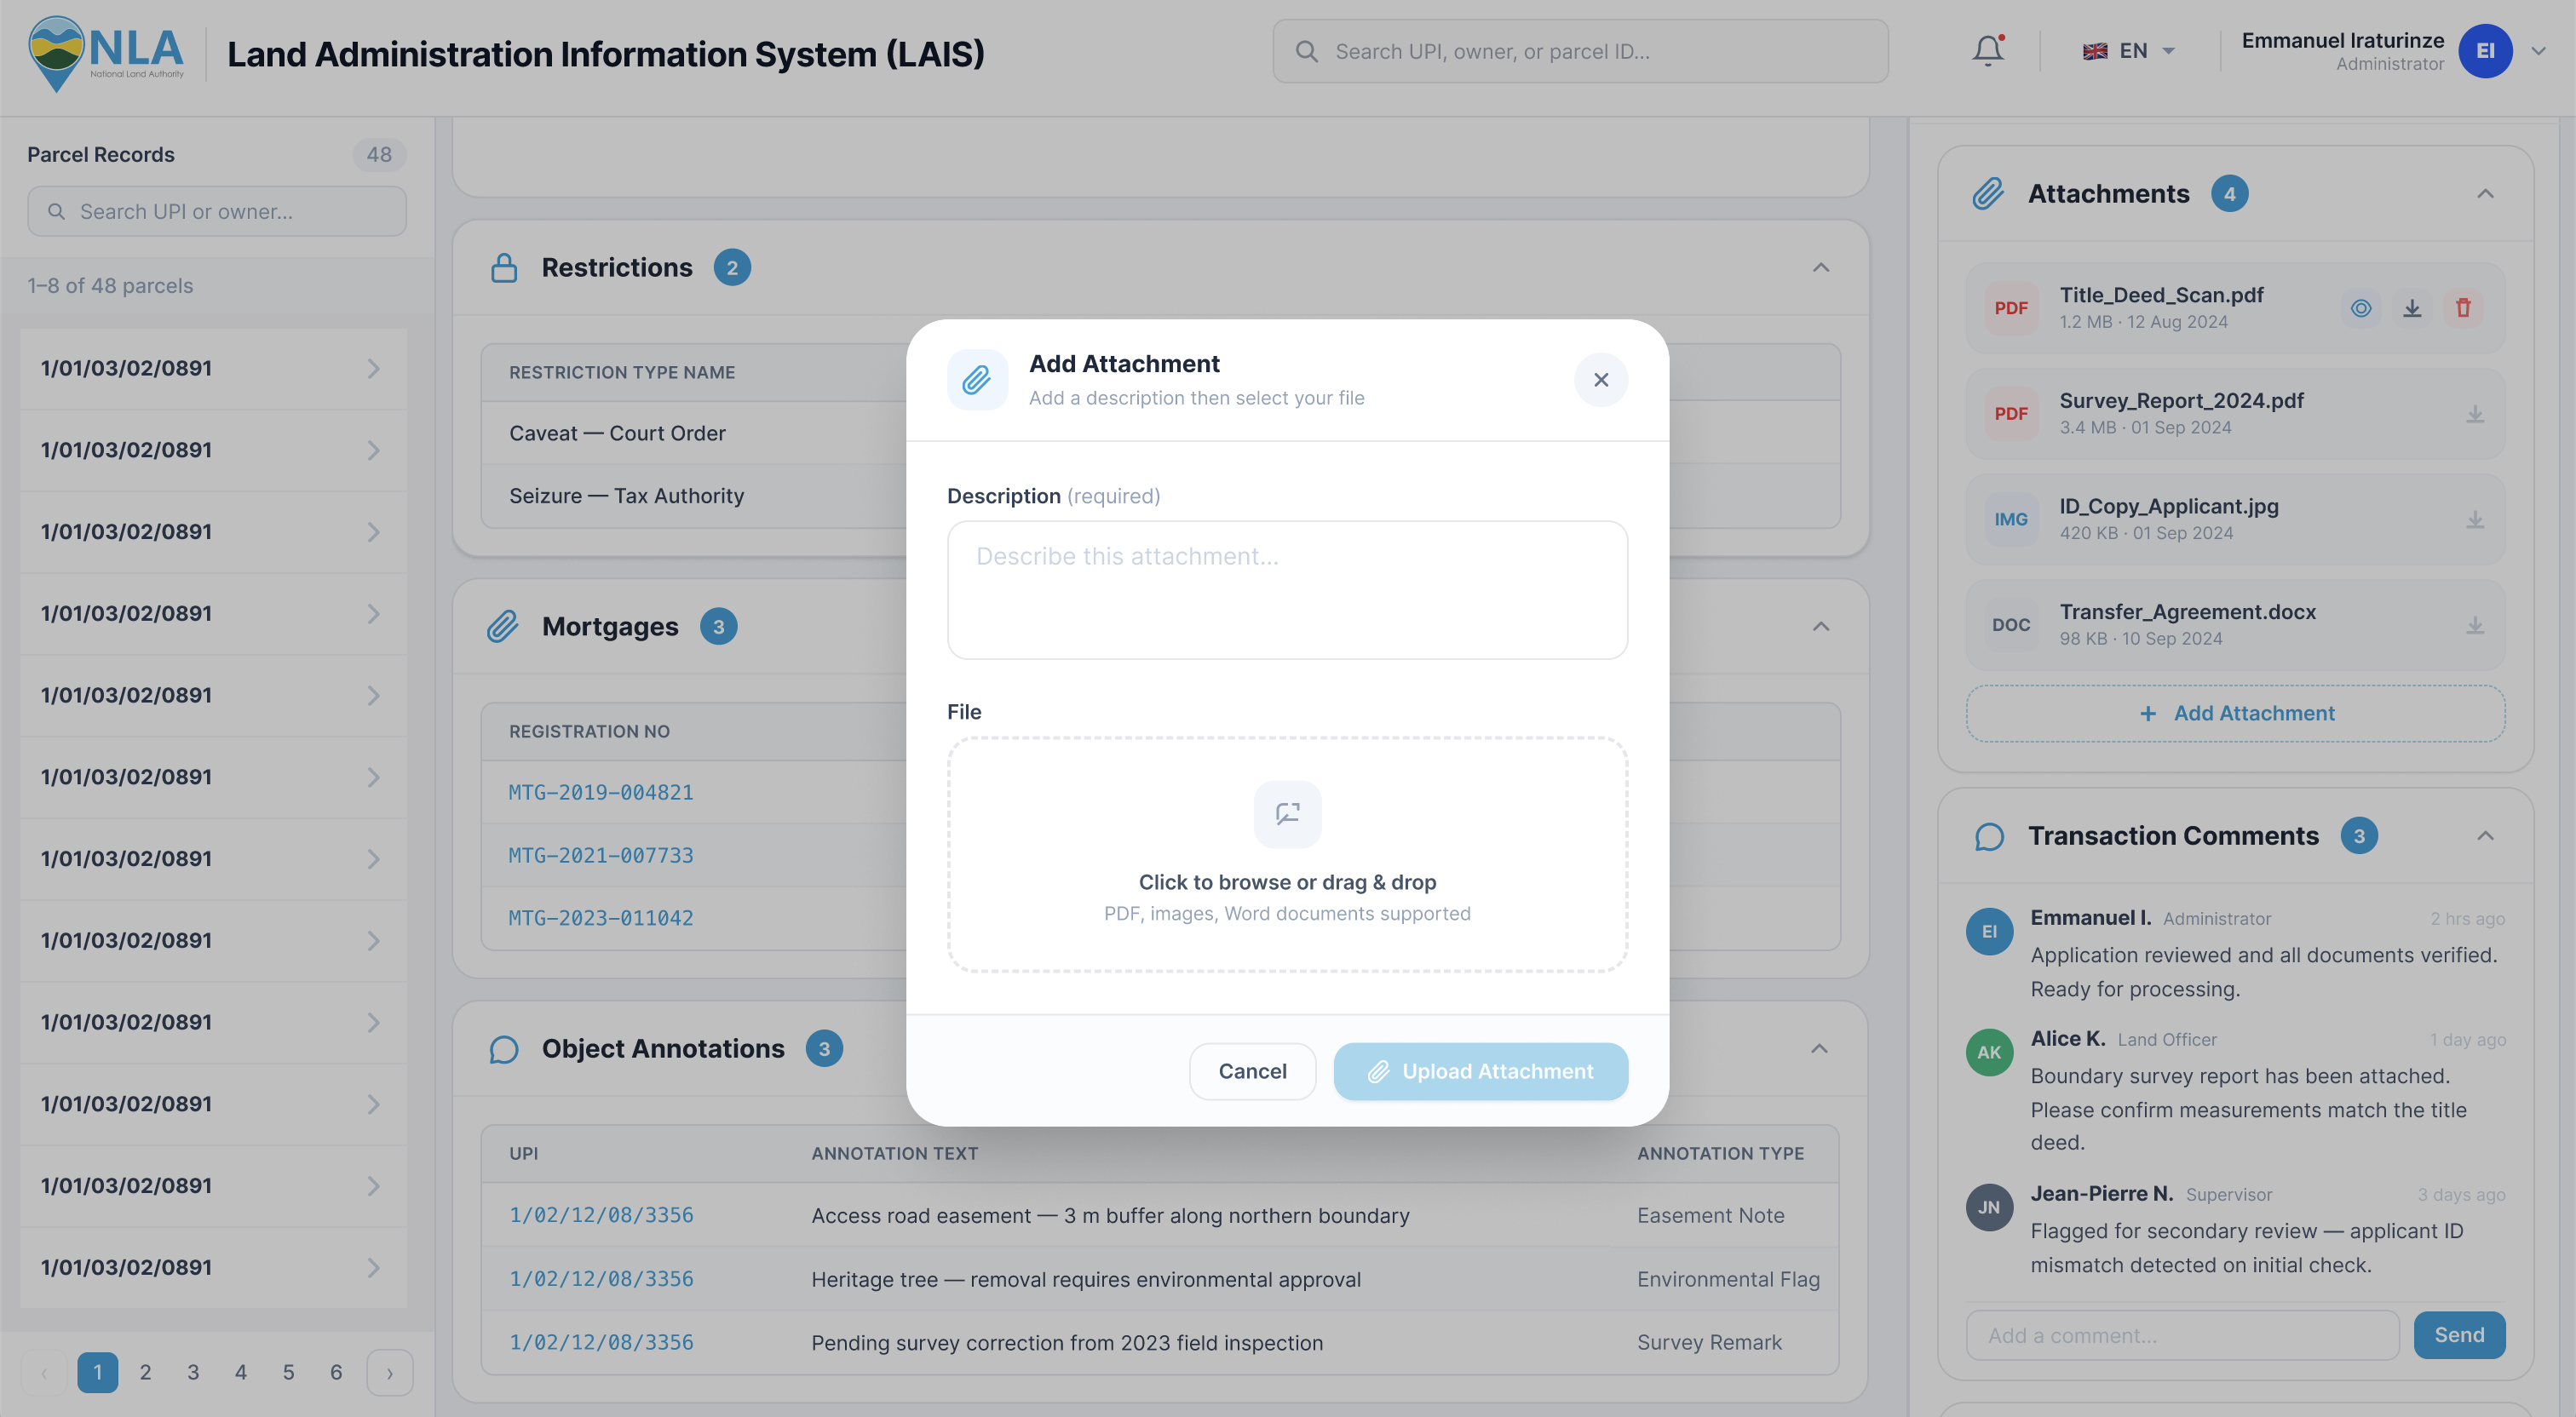 NLA
National Land Authority
Land Administration Information System (LAIS)
Search UPI, owner, or parcel ID...
EN
Emmanuel Iraturinze
Administrator
EI
Parcel Records
48
Search UPI or owner...
1–8 of 48 parcels
1/01/03/02/0891
1/01/03/02/0891
1/01/03/02/0891
1/01/03/02/0891
1/01/03/02/0891
1/01/03/02/0891
1/01/03/02/0891
1/01/03/02/0891
1/01/03/02/0891
1/01/03/02/0891
1/01/03/02/0891
1/01/03/02/0891
‹ 1 2 3 4 5 6 ›
Restrictions 2
RESTRICTION TYPE NAME
Caveat — Court Order
Seizure — Tax Authority
Mortgages 3
REGISTRATION NO
MTG-2019-004821
MTG-2021-007733
MTG-2023-011042
Object Annotations 3
UPI ANNOTATION TEXT ANNOTATION TYPE
1/02/12/08/3356 Access road easement — 3 m buffer along northern boundary Easement Note
1/02/12/08/3356 Heritage tree — removal requires environmental approval Environmental Flag
1/02/12/08/3356 Pending survey correction from 2023 field inspection Survey Remark
Add Attachment
Add a description then select your file
Description (required)
Describe this attachment...
File
Click to browse or drag & drop
PDF, images, Word documents supported
Cancel
Upload Attachment
Attachments 4
PDF
Title_Deed_Scan.pdf
1.2 MB · 12 Aug 2024
PDF
Survey_Report_2024.pdf
3.4 MB · 01 Sep 2024
IMG
ID_Copy_Applicant.jpg
420 KB · 01 Sep 2024
DOC
Transfer_Agreement.docx
98 KB · 10 Sep 2024
+ Add Attachment
Transaction Comments 3
EI
Emmanuel I. Administrator 2 hrs ago
Application reviewed and all documents verified.
Ready for processing.
AK
Alice K. Land Officer 1 day ago
Boundary survey report has been attached.
Please confirm measurements match the title
deed.
JN
Jean-Pierre N. Supervisor 3 days ago
Flagged for secondary review — applicant ID
mismatch detected on initial check.
Add a comment...
Send